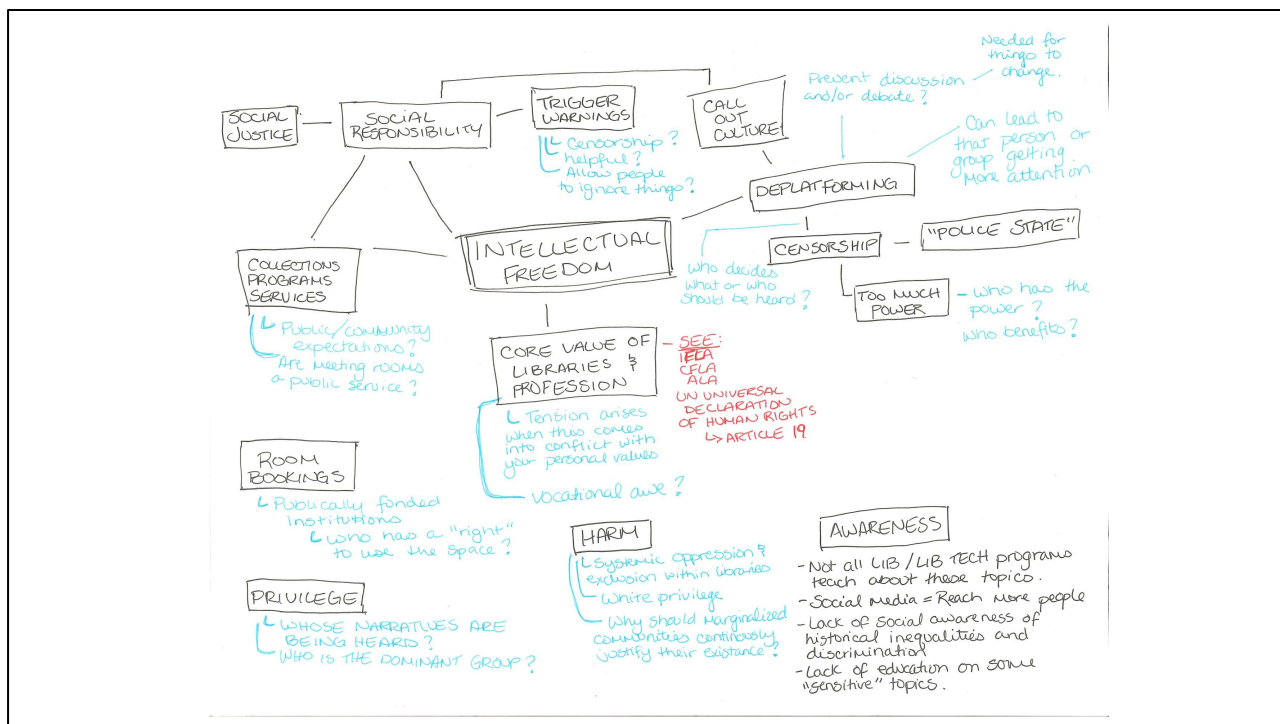 SOCIAL
JUSTICE
SOCIAL
RESPONSIBILITY
TRIGGER
WARNINGS
Censorship?
helpful?
Allow people
to ignore things?
CALL
OUT
CULTURE
Prevent discussion
and/or debate?
Needed for
things to
change.
Can lead to
that person or
group getting
More attention
DEPLATFORMING
INTELLECTUAL
FREEDOM
who decides
what or who
should be heard?
CENSORSHIP
"POLICE STATE"
TOO MUCH
POWER
- who has the
power?
who benefits?
COLLECTIONS
PROGRAMS
SERVICES
Public/community
expectations?
Are meeting rooms
a public service?
CORE VALUE OF
LIBRARIES &
PROFESSION
- SEE:
IFLA
CFLA
ALA
UN UNIVERSAL
DECLARATION
OF HUMAN RIGHTS
↳ ARTICLE 19
Tension arises
when this comes
into conflict with
your personal values
vocational awe?
ROOM
BOOKINGS
Publically funded
institutions
who has a "right"
to use the space?
PRIVILEGE
WHOSE NARRATIVES ARE
BEING HEARD?
WHO IS THE DOMINANT GROUP?
HARM
Systemic oppression &
exclusion within libraries
White privilege
Why should marginalized
communities continously
justify their existance?
AWARENESS
- Not all LIB / LIB TECH programs
teach about these topics.
- Social Media = Reach More people
- Lack of social awareness of
historical inequalities and
discrimination
- Lack of education on some
"sensitive" topics.